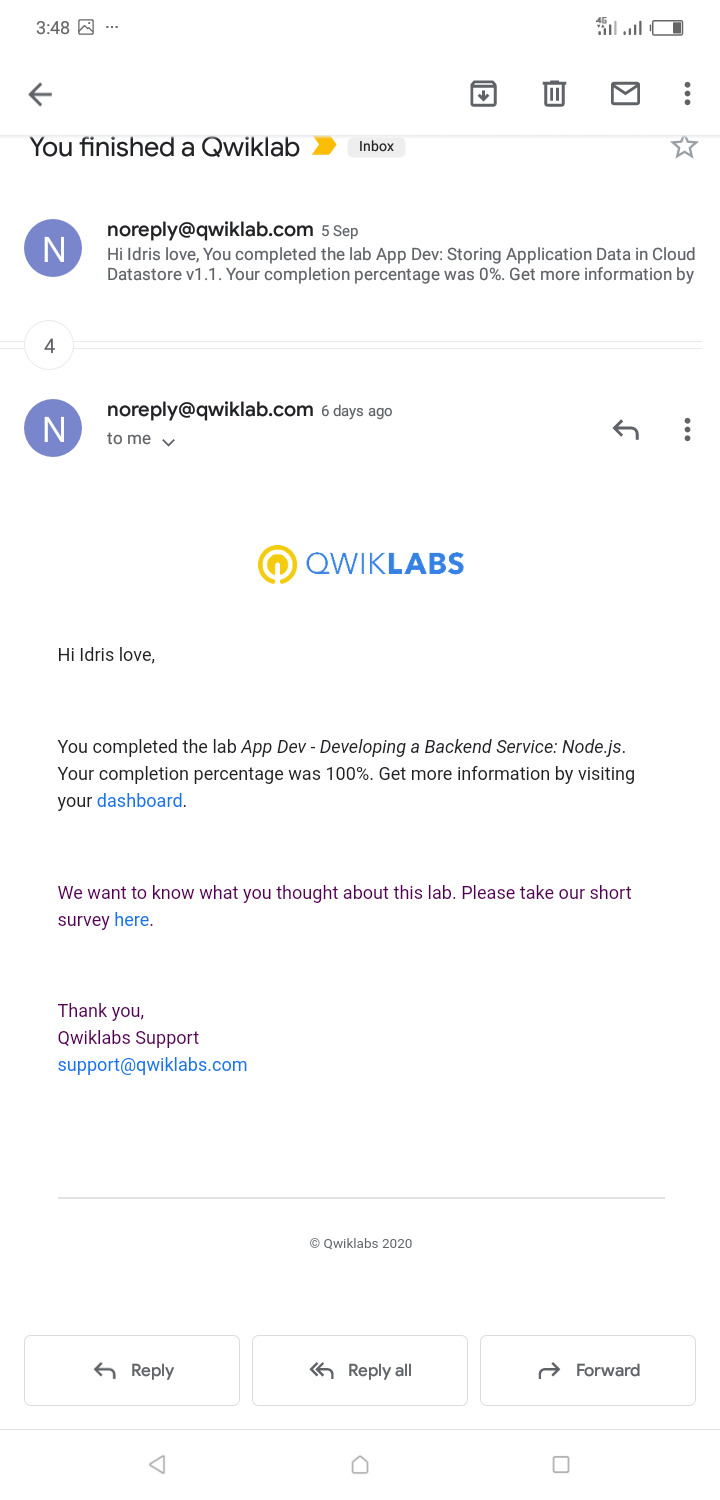 3:48
4G
You finished a Qwiklab Inbox
N
noreply@qwiklab.com 5 Sep
Hi Idris love, You completed the lab App Dev: Storing Application Data in Cloud
Datastore v1.1. Your completion percentage was 0%. Get more information by
4
N
noreply@qwiklab.com 6 days ago
to me
QWIKLABS
Hi Idris love,
You completed the lab App Dev - Developing a Backend Service: Node.js.
Your completion percentage was 100%. Get more information by visiting
your dashboard.
We want to know what you thought about this lab. Please take our short
survey here.
Thank you,
Qwiklabs Support
support@qwiklabs.com
© Qwiklabs 2020
Reply
Reply all
Forward